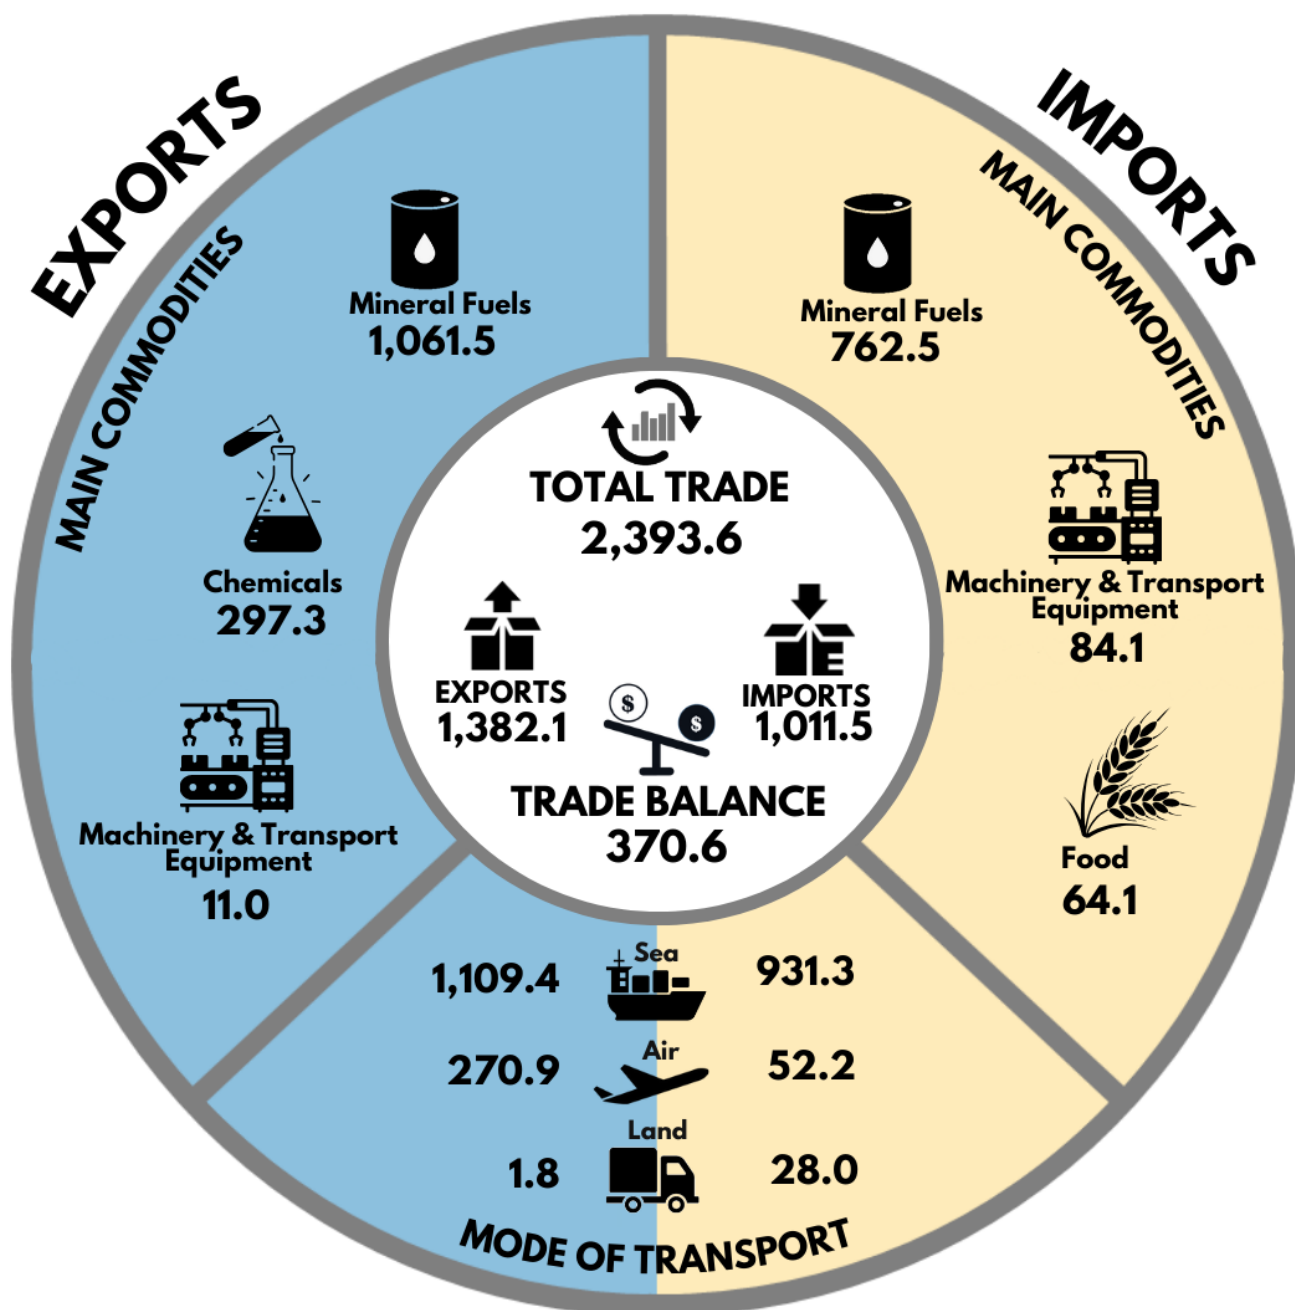 EXPORTS
MAIN COMMODITIES
Mineral Fuels
1,061.5
Chemicals
297.3
Machinery & Transport
Equipment
11.0
IMPORTS
MAIN COMMODITIES
Mineral Fuels
762.5
Machinery & Transport
Equipment
84.1
Food
64.1
TOTAL TRADE
2,393.6
EXPORTS
1,382.1
IMPORTS
1,011.5
$
$
TRADE BALANCE
370.6
Sea
1,109.4
931.3
Air
270.9
52.2
Land
1.8
28.0
MODE OF TRANSPORT